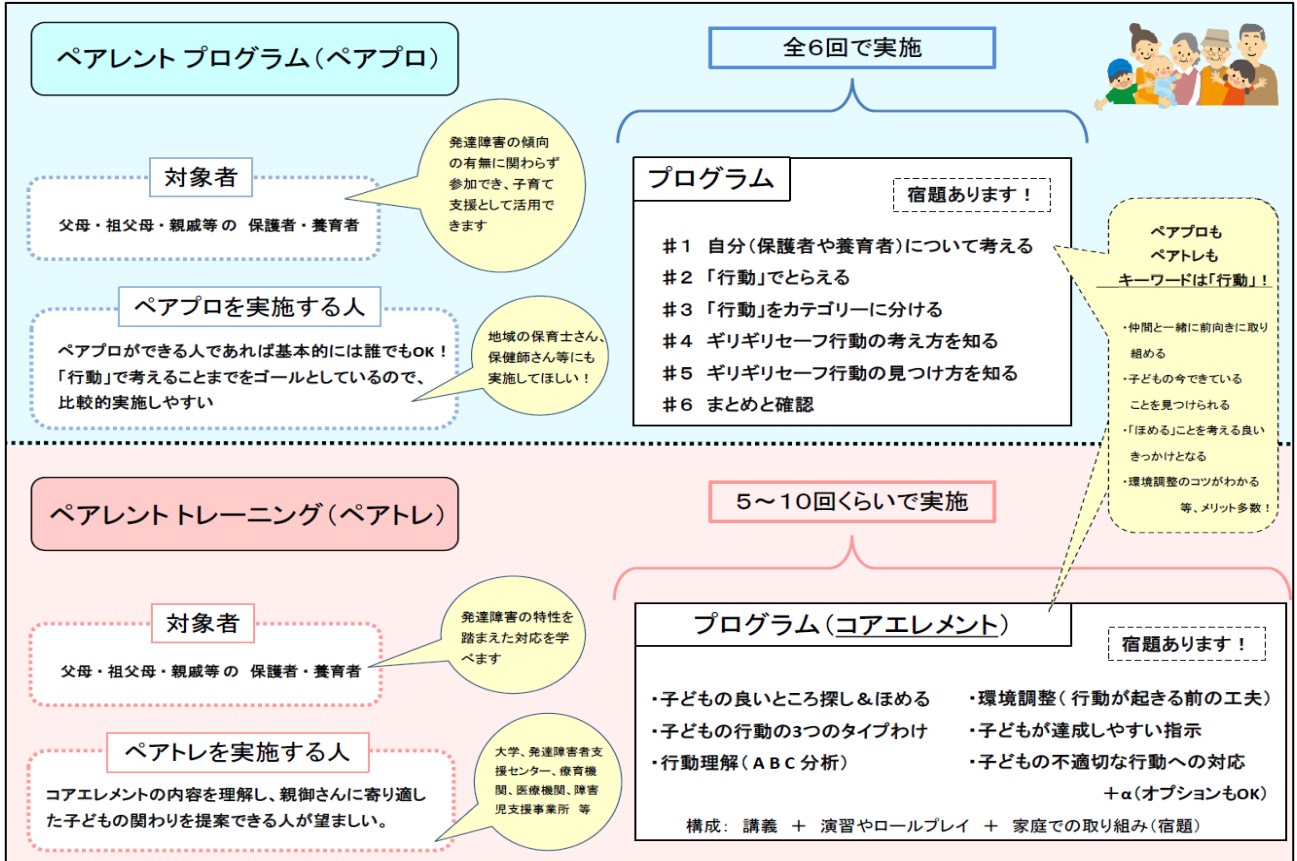 ペアレント プログラム(ペアプロ)
全6回で実施
対象者
父母・祖父母・親戚等の 保護者・養育者
発達障害の傾向
の有無に関わらず
参加でき、子育て
支援として活用で
きます
ペアプロを実施する人
ペアプロができる人であれば基本的には誰でもOK!
「行動」で考えることまでをゴールとしているので、
比較的実施しやすい
地域の保育士さん、
保健師さん等にも
実施してほしい!
プログラム
宿題あります!
#1 自分(保護者や養育者)について考える
#2 「行動」でとらえる
#3 「行動」をカテゴリーに分ける
#4 ギリギリセーフ行動の考え方を知る
#5 ギリギリセーフ行動の見つけ方を知る
#6 まとめと確認
ペアプロも
ペアトレも
キーワードは「行動」!
・仲間と一緒に前向きに取り
組める
・子どもの今できている
ことを見つけられる
・「ほめる」ことを考える良い
きっかけとなる
・環境調整のコツがわかる
等、メリット多数!
ペアレント トレーニング(ペアトレ)
5~10回くらいで実施
対象者
父母・祖父母・親戚等の 保護者・養育者
発達障害の特性を
踏まえた対応を学
べます
ペアトレを実施する人
コアエレメントの内容を理解し、親御さんに寄り適し
た子どもの関わりを提案できる人が望ましい。
大学、発達障害者支
援センター、療育機
関、医療機関、障害
児支援事業所 等
プログラム(コアエレメント)
宿題あります!
・子どもの良いところ探し&ほめる
・子どもの行動の3つのタイプわけ
・行動理解(ABC分析)
・環境調整(行動が起きる前の工夫)
・子どもが達成しやすい指示
・子どもの不適切な行動への対応
+α(オプションもOK)
構成: 講義 + 演習やロールプレイ + 家庭での取り組み(宿題)